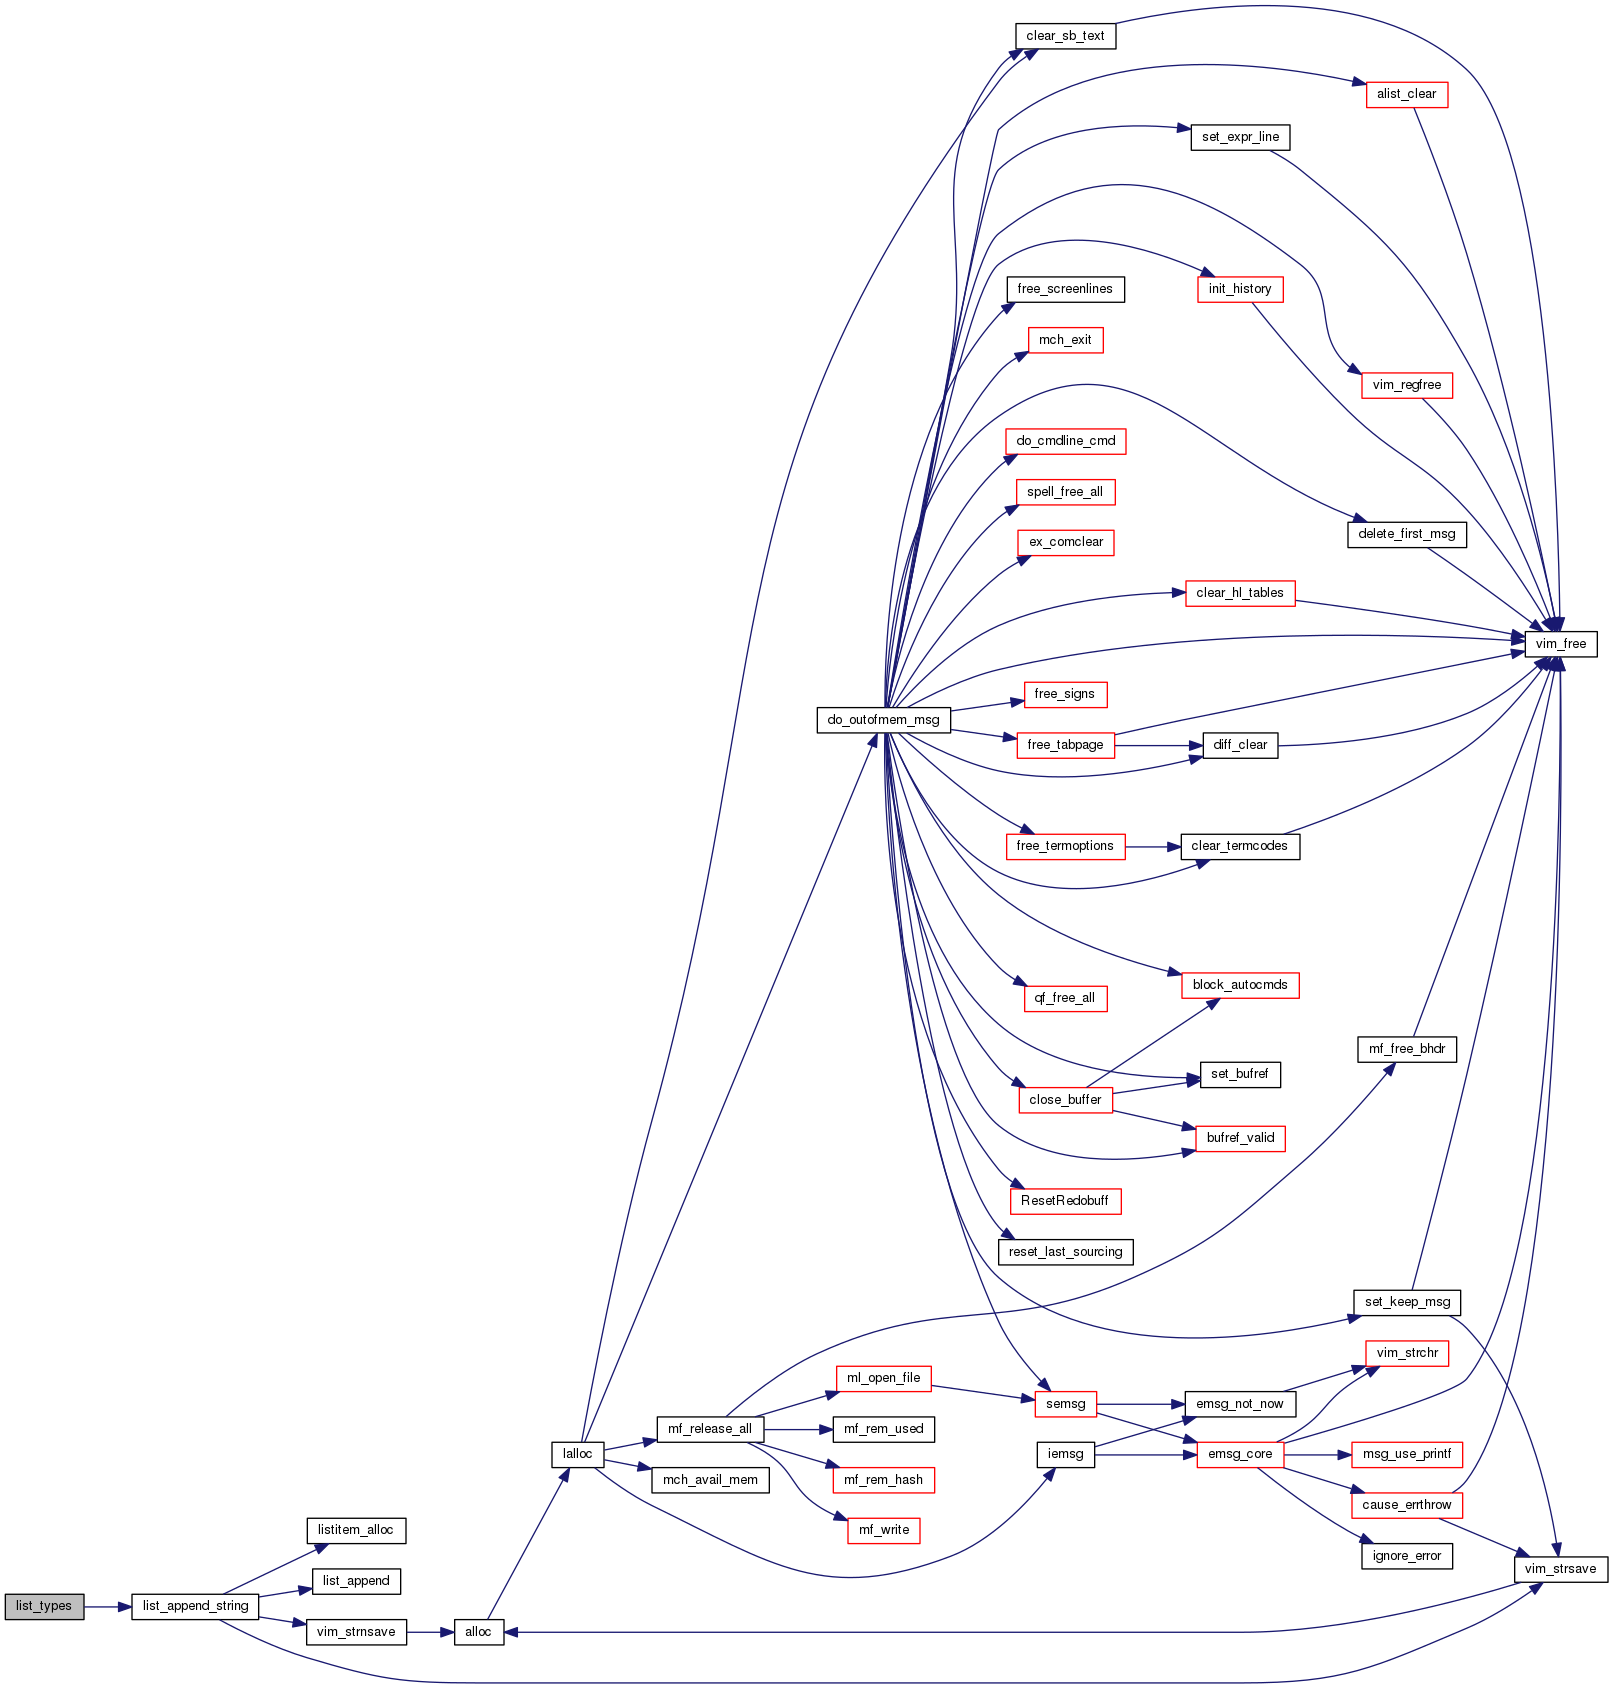 clear_sb_text
alist_clear
set_expr_line
free_screenlines
init_history
mch_exit
vim_regfree
do_cmdline_cmd
spell_free_all
delete_first_msg
ex_comclear
clear_hl_tables
vim_free
free_signs
do_outofmem_msg
free_tabpage
diff_clear
free_termoptions
clear_termcodes
qf_free_all
block_autocmds
mf_free_bhdr
set_bufref
close_buffer
bufref_valid
ResetRedobuff
reset_last_sourcing
set_keep_msg
vim_strchr
ml_open_file
semsg
emsg_not_now
mf_release_all
mf_rem_used
lalloc
iemsg
emsg_core
msg_use_printf
mch_avail_mem
mf_rem_hash
cause_errthrow
listitem_alloc
mf_write
ignore_error
vim_strsave
list_append
list_types
list_append_string
vim_strnsave
alloc